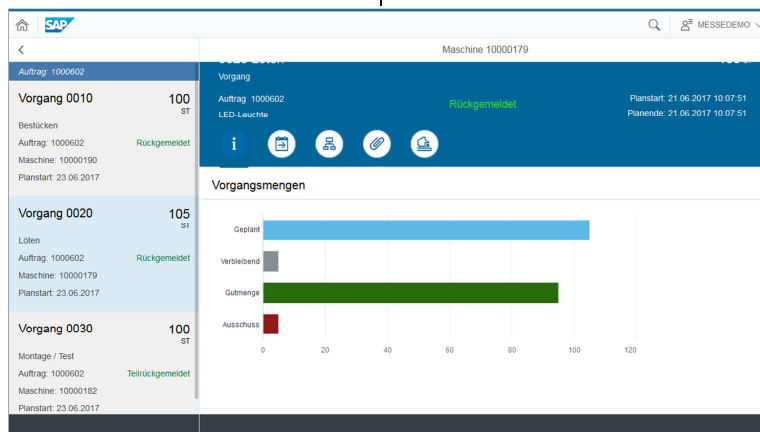 SAP
MESSEDEMO
Maschine 10000179
Auftrag: 1000602
Vorgang 0010 100
ST
Bestücken
Auftrag: 1000602 Rückgemeldet
Maschine: 10000190
Planstart: 23.06.2017
Vorgang 0020 105
ST
Löten
Auftrag: 1000602 Rückgemeldet
Maschine: 10000179
Planstart: 23.06.2017
Vorgang 0030 100
ST
Montage / Test
Auftrag: 1000602 Teilrückgemeldet
Maschine: 10000182
Planstart: 23.06.2017
Vorgang
Auftrag 1000602
LED-Leuchte
Rückgemeldet
Planstart: 21.06.2017 10:07:51
Planende: 21.06.2017 10:07:51
i
Vorgangsmengen
Geplant
Verbleibend
Gutmenge
Ausschuss
0 20 40 60 80 100 120